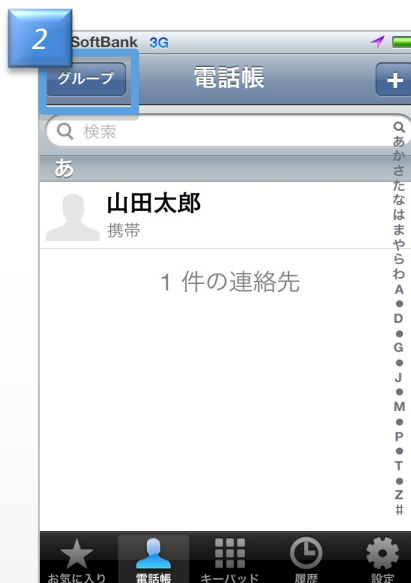 2
SoftBank 3G
グループ
電話帳
+
検索
あ
山田太郎
携帯
1 件の連絡先
あ
か
さ
た
な
は
ま
や
ら
わ
A
●
D
●
G
●
J
●
M
●
P
●
T
●
Z
#
お気に入り 電話帳 キーパッド 履歴 設定